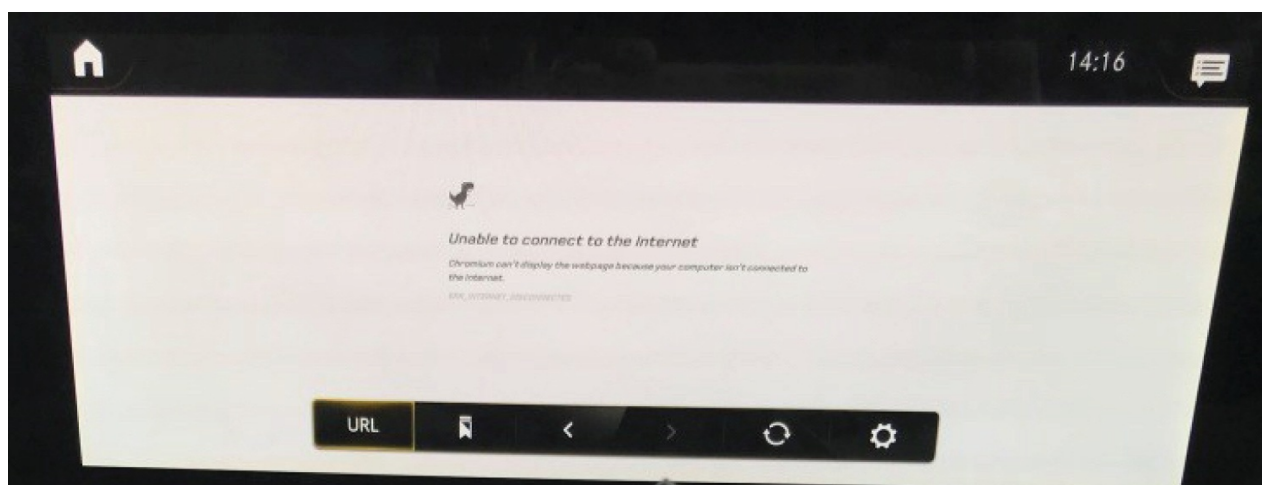 14:16
Unable to connect to the Internet
Chromium can't display the webpage because your computer isn't connected to
the Internet.
ERR_INTERNET_DISCONNECTED
URL